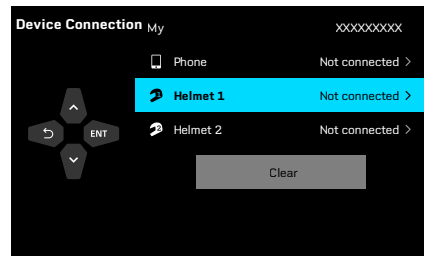 Device Connection My XXXXXXXXX
Phone Not connected >
Helmet 1 Not connected >
ENT
Helmet 2 Not connected >
Clear